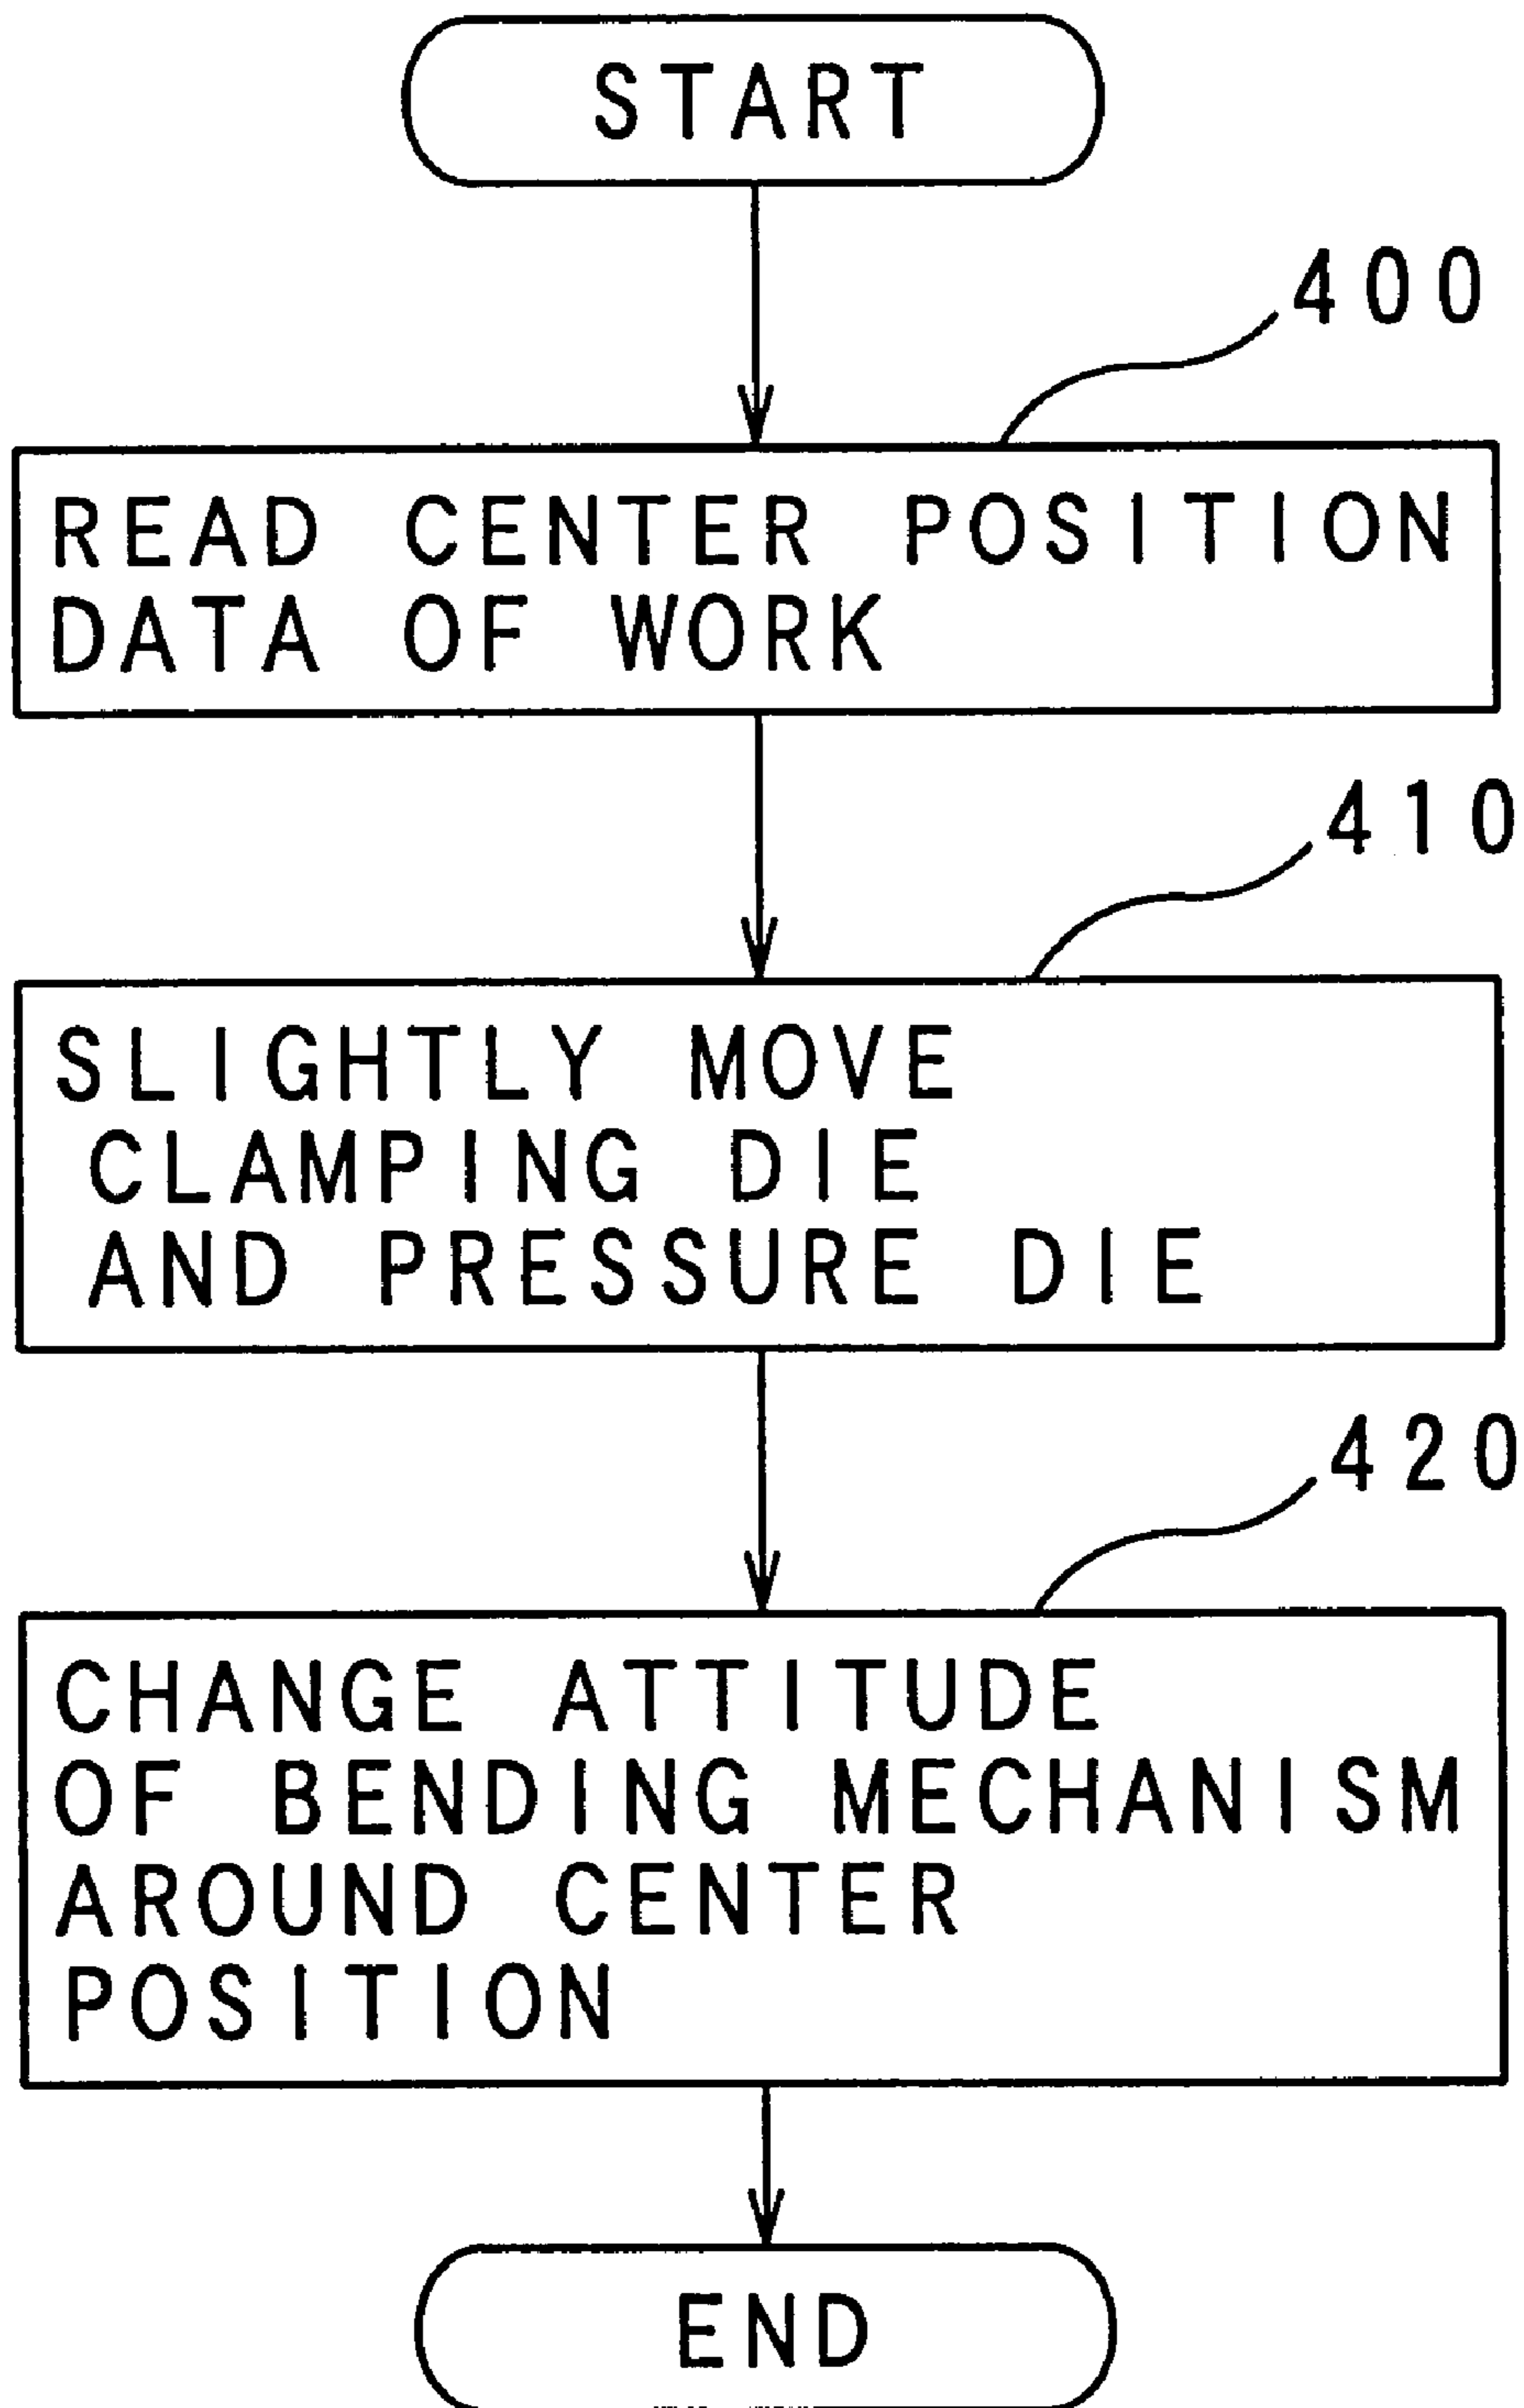 START
400
READ CENTER POSITION
DATA OF WORK
410
SLIGHTLY MOVE
CLAMPING DIE
AND PRESSURE DIE
420
CHANGE ATTITUDE
OF BENDING MECHANISM
AROUND CENTER
POSITION
END